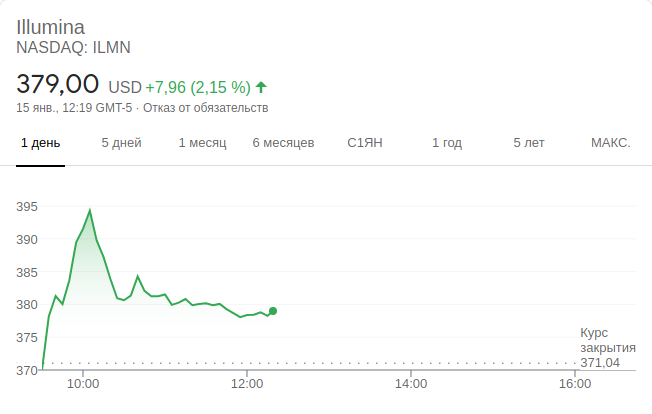 Illumina
NASDAQ: ILMN
379,00 USD +7,96 (2,15 %) ↑
15 янв., 12:19 GMT-5 · Отказ от обязательств
1 день 5 дней 1 месяц 6 месяцев С1ЯН 1 год 5 лет МАКС.
395
390
385
380
375
370
Курс
закрытия
371,04
10:00 12:00 14:00 16:00